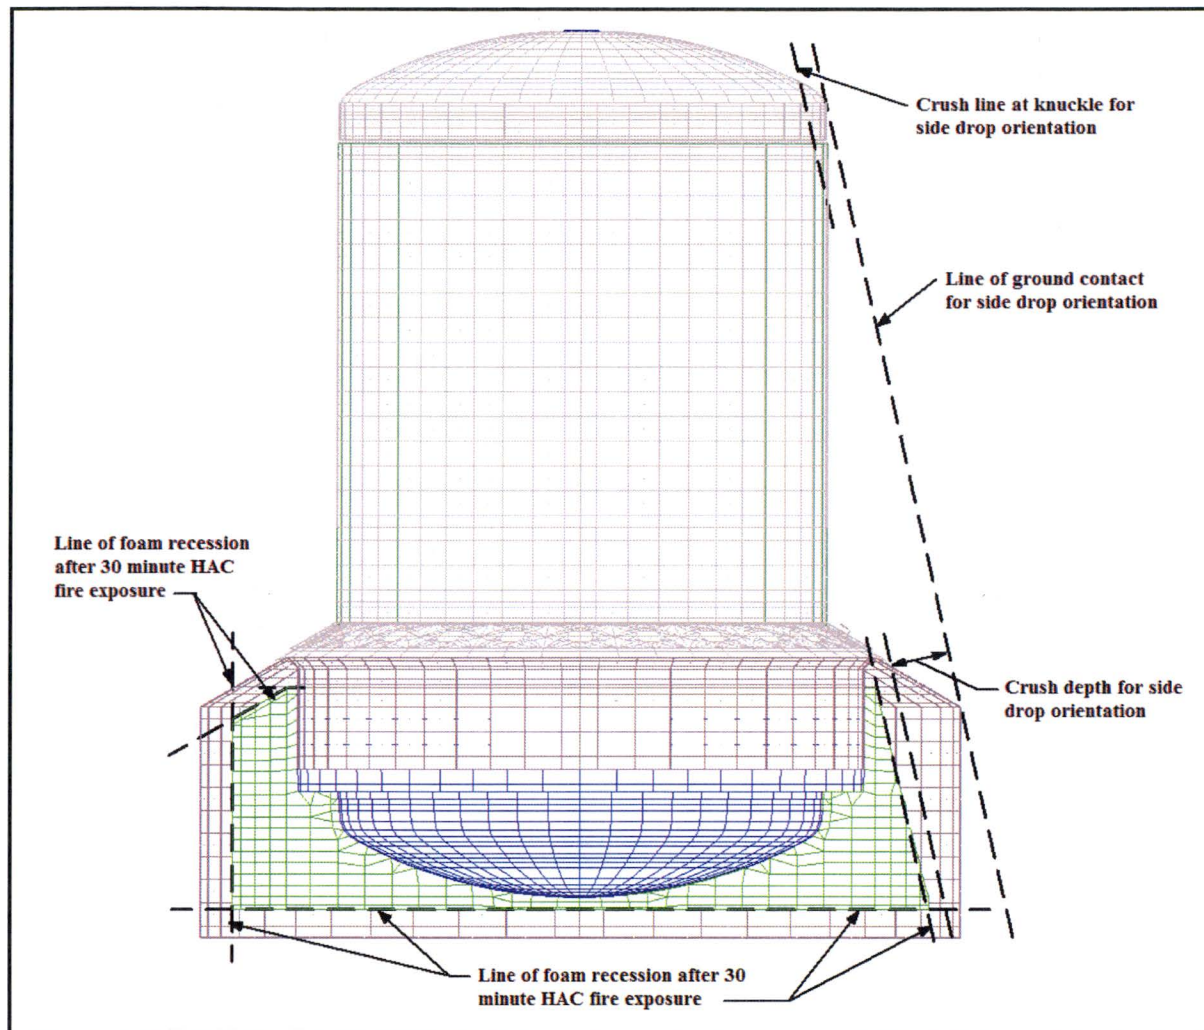 Crush line at knuckle for
side drop orientation
Line of ground contact
for side drop orientation
Line of foam recession
after 30 minute HAC
fire exposure
Crush depth for side
drop orientation
Line of foam recession after 30
minute HAC fire exposure